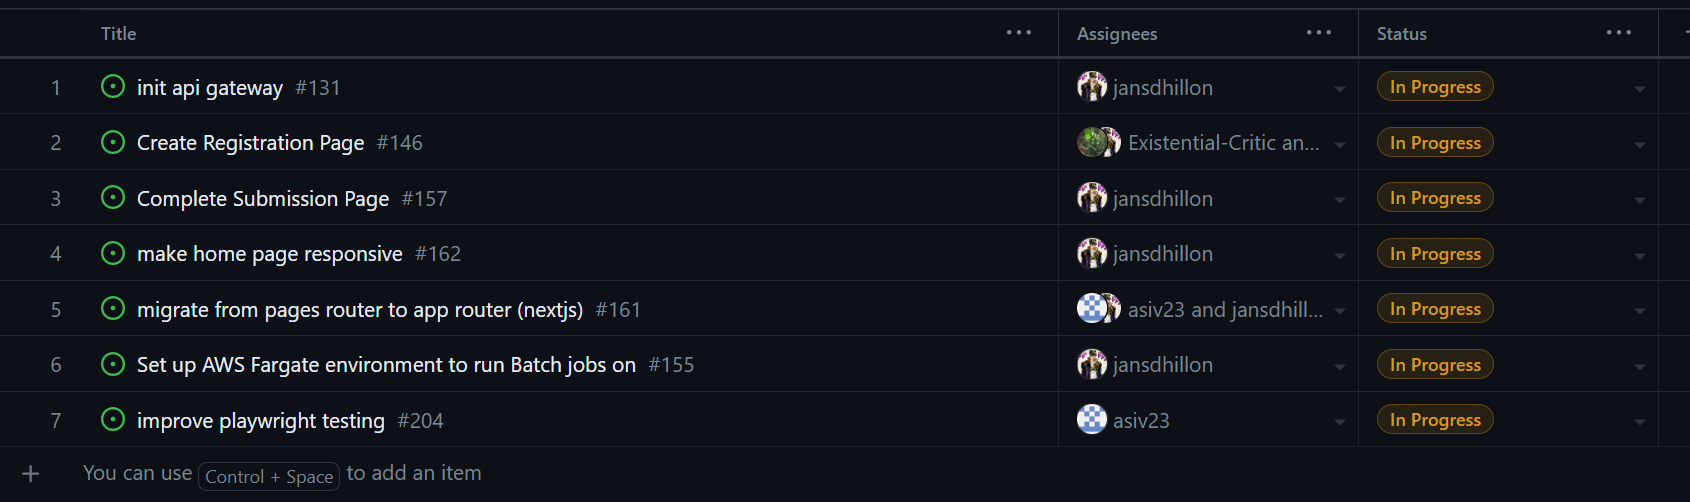 Title ... Assignees ... Status ...
1 init api gateway #131 jansdhillon In Progress
2 Create Registration Page #146 Existential-Critic an... In Progress
3 Complete Submission Page #157 jansdhillon In Progress
4 make home page responsive #162 jansdhillon In Progress
5 migrate from pages router to app router (nextjs) #161 asiv23 and jansdhill... In Progress
6 Set up AWS Fargate environment to run Batch jobs on #155 jansdhillon In Progress
7 improve playwright testing #204 asiv23 In Progress
+ You can use Control + Space to add an item